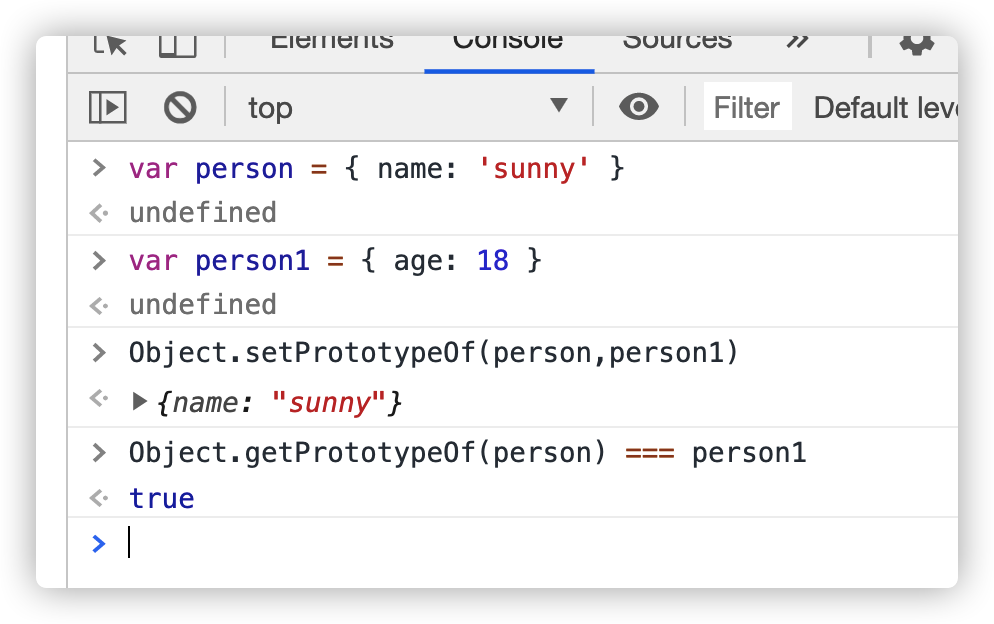 Elements Console Sources »
top Filter Default leve
> var person = { name: 'sunny' }
undefined
> var person1 = { age: 18 }
undefined
> Object.setPrototypeOf(person,person1)
{name: "sunny"}
> Object.getPrototypeOf(person) === person1
true
>